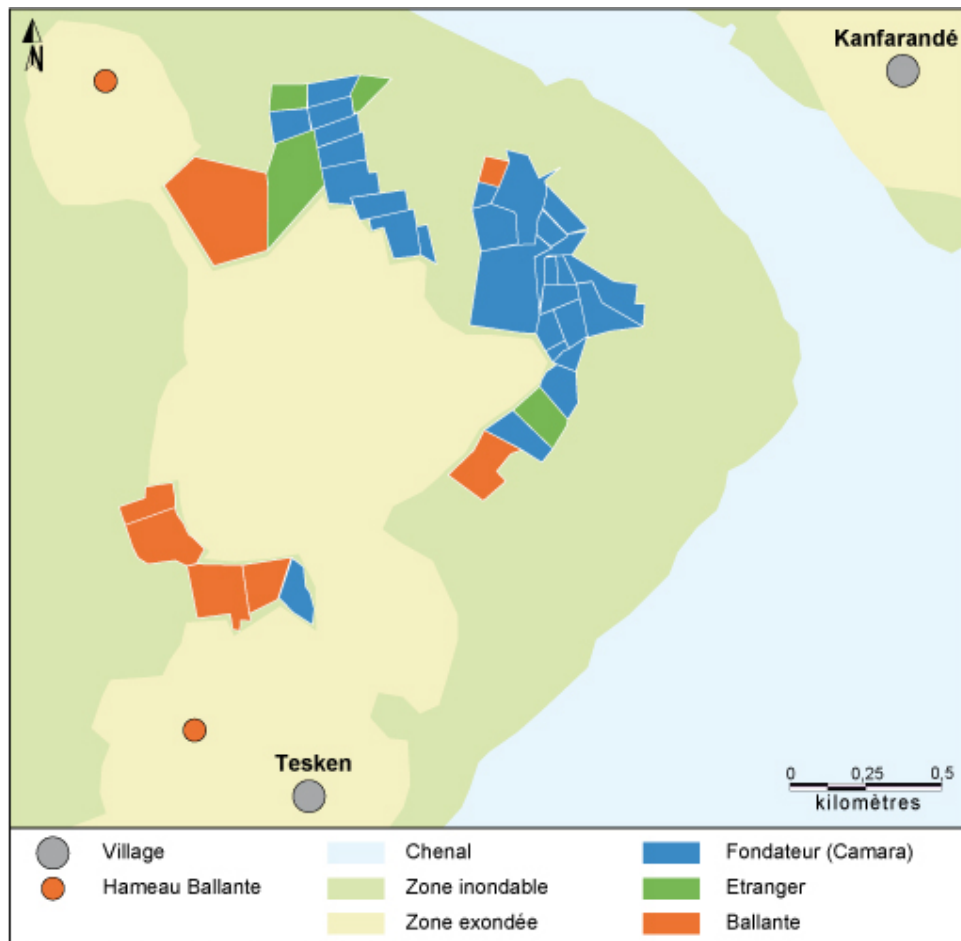 N
Kanfarandé
Tesken
0 0,25 0,5
kilomètres
Village Chenal Fondateur (Camara)
Hameau Ballante Zone inondable Etranger
Zone exondée Ballante